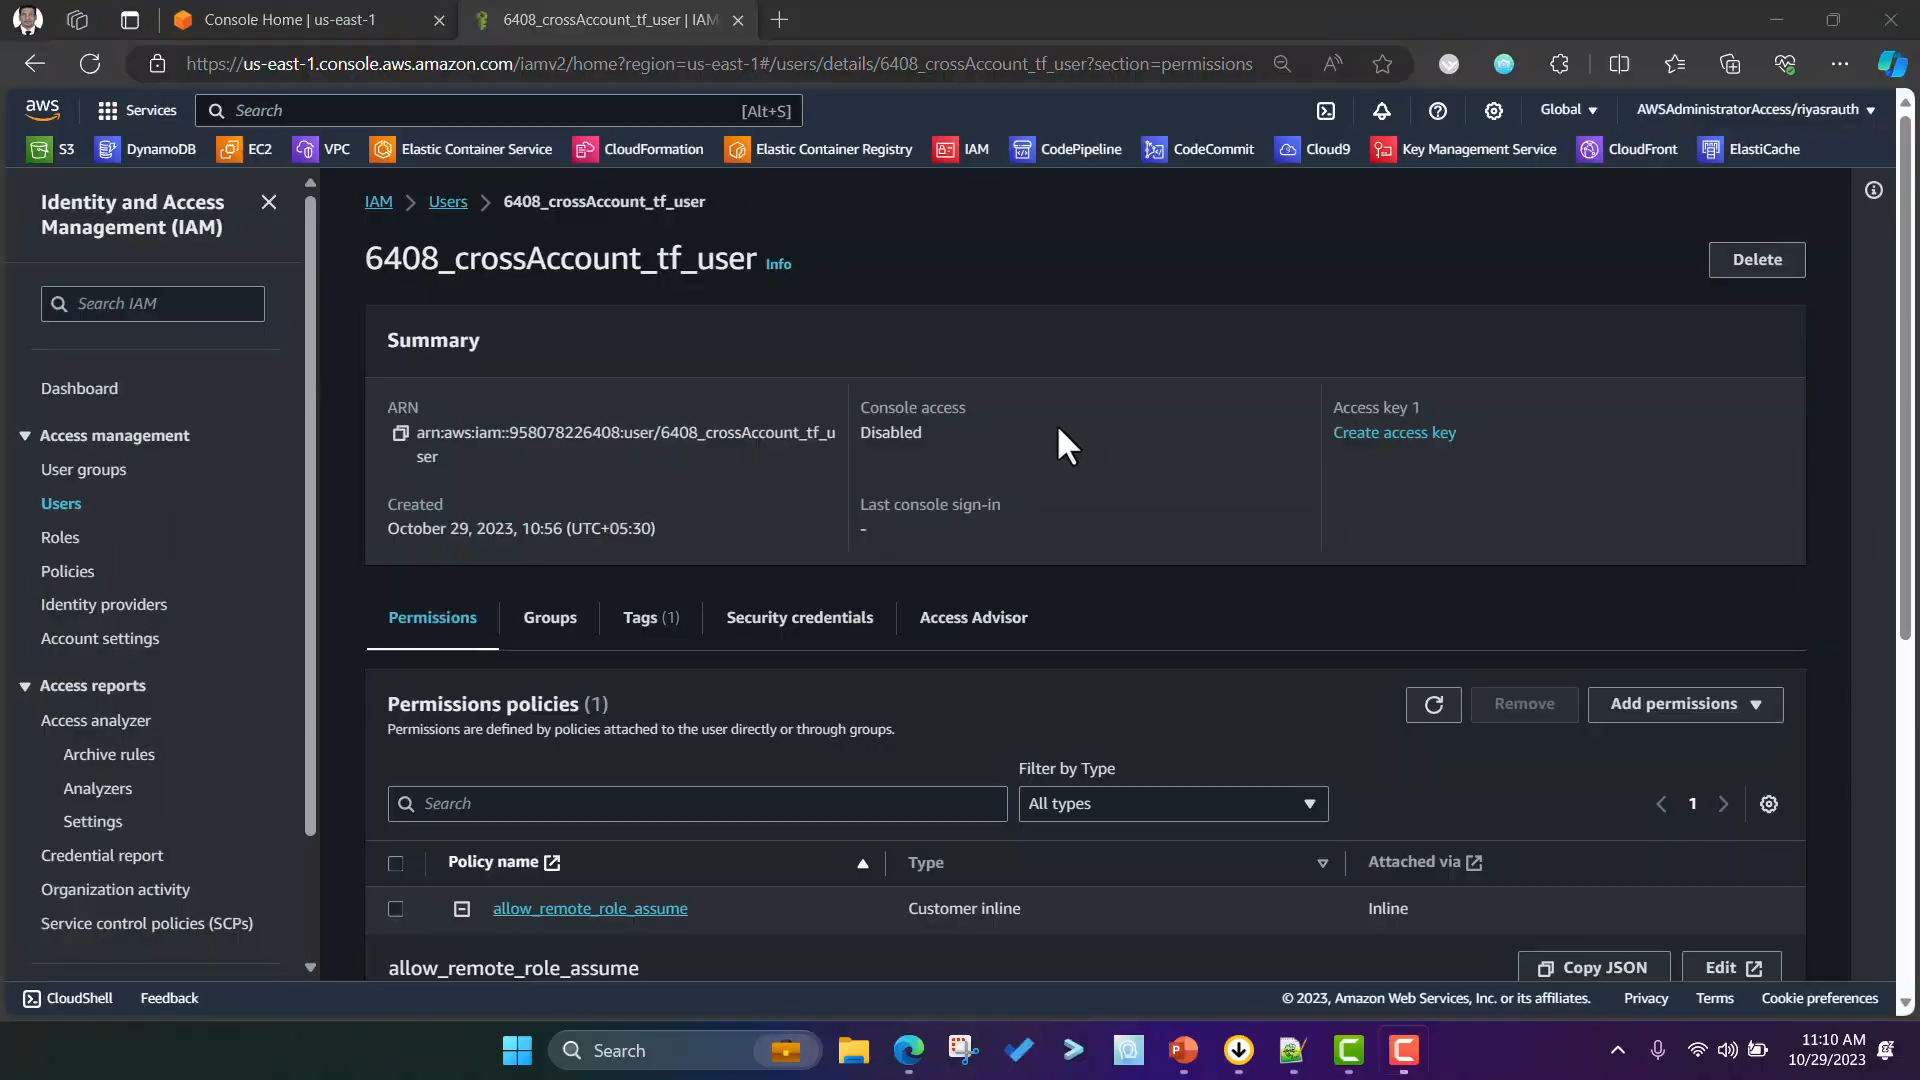 Console Home | us-east-1
6408_crossAccount_tf_user | IAM
https://us-east-1.console.aws.amazon.com/iamv2/home?region=us-east-1#/users/details/6408_crossAccount_tf_user?section=permissions
aws
Services
Search
[Alt+S]
Global
AWSAdministratorAccess/riyasrauth
S3
DynamoDB
EC2
VPC
Elastic Container Service
CloudFormation
Elastic Container Registry
IAM
CodePipeline
CodeCommit
Cloud9
Key Management Service
CloudFront
ElastiCache
Identity and Access
Management (IAM)
Search IAM
Dashboard
Access management
User groups
Users
Roles
Policies
Identity providers
Account settings
Access reports
Access analyzer
Archive rules
Analyzers
Settings
Credential report
Organization activity
Service control policies (SCPs)
IAM
Users
6408_crossAccount_tf_user
6408_crossAccount_tf_user Info
Delete
Summary
ARN
arn:aws:iam::958078226408:user/6408_crossAccount_tf_u
ser
Console access
Disabled
Access key 1
Create access key
Created
October 29, 2023, 10:56 (UTC+05:30)
Last console sign-in
-
Permissions
Groups
Tags (1)
Security credentials
Access Advisor
Permissions policies (1)
Permissions are defined by policies attached to the user directly or through groups.
Remove
Add permissions
Filter by Type
Search
All types
1
Policy name
Type
Attached via
allow_remote_role_assume
Customer inline
Inline
allow_remote_role_assume
Copy JSON
Edit
CloudShell
Feedback
© 2023, Amazon Web Services, Inc. or its affiliates.
Privacy
Terms
Cookie preferences
Search
11:10 AM
10/29/2023